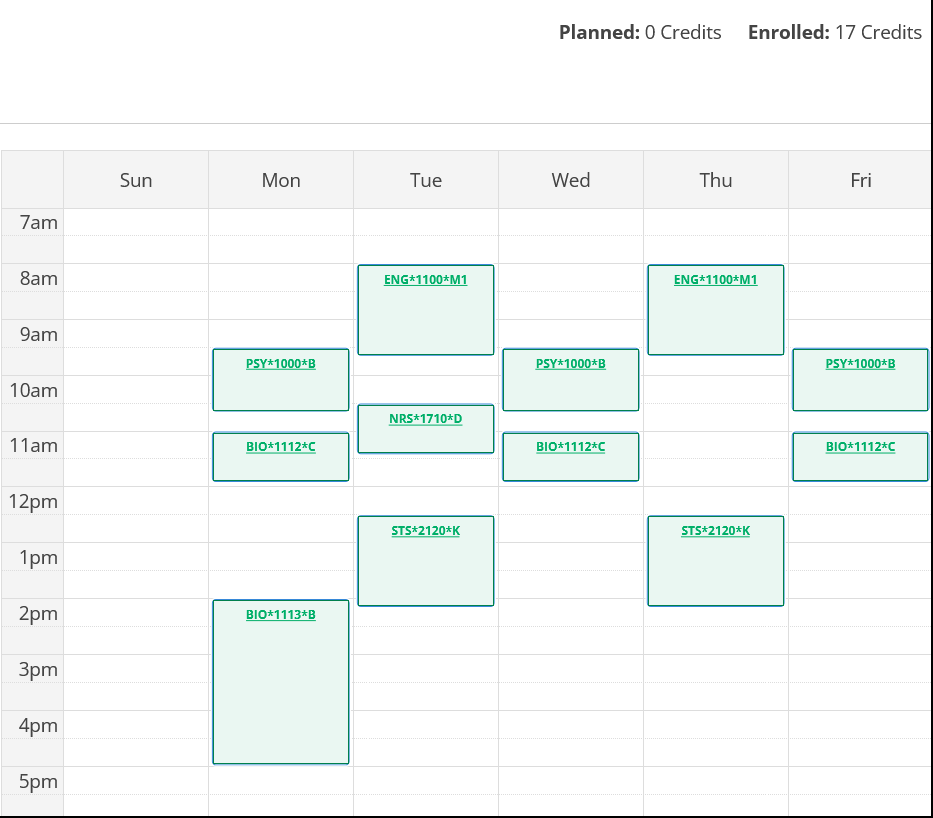 Planned: 0 Credits Enrolled: 17 Credits
Sun Mon Tue Wed Thu Fri
7am
8am
ENG*1100*M1 ENG*1100*M1
9am
PSY*1000*B PSY*1000*B PSY*1000*B
10am
NRS*1710*D
11am
BIO*1112*C BIO*1112*C BIO*1112*C
12pm
STS*2120*K STS*2120*K
1pm
2pm
BIO*1113*B
3pm
4pm
5pm